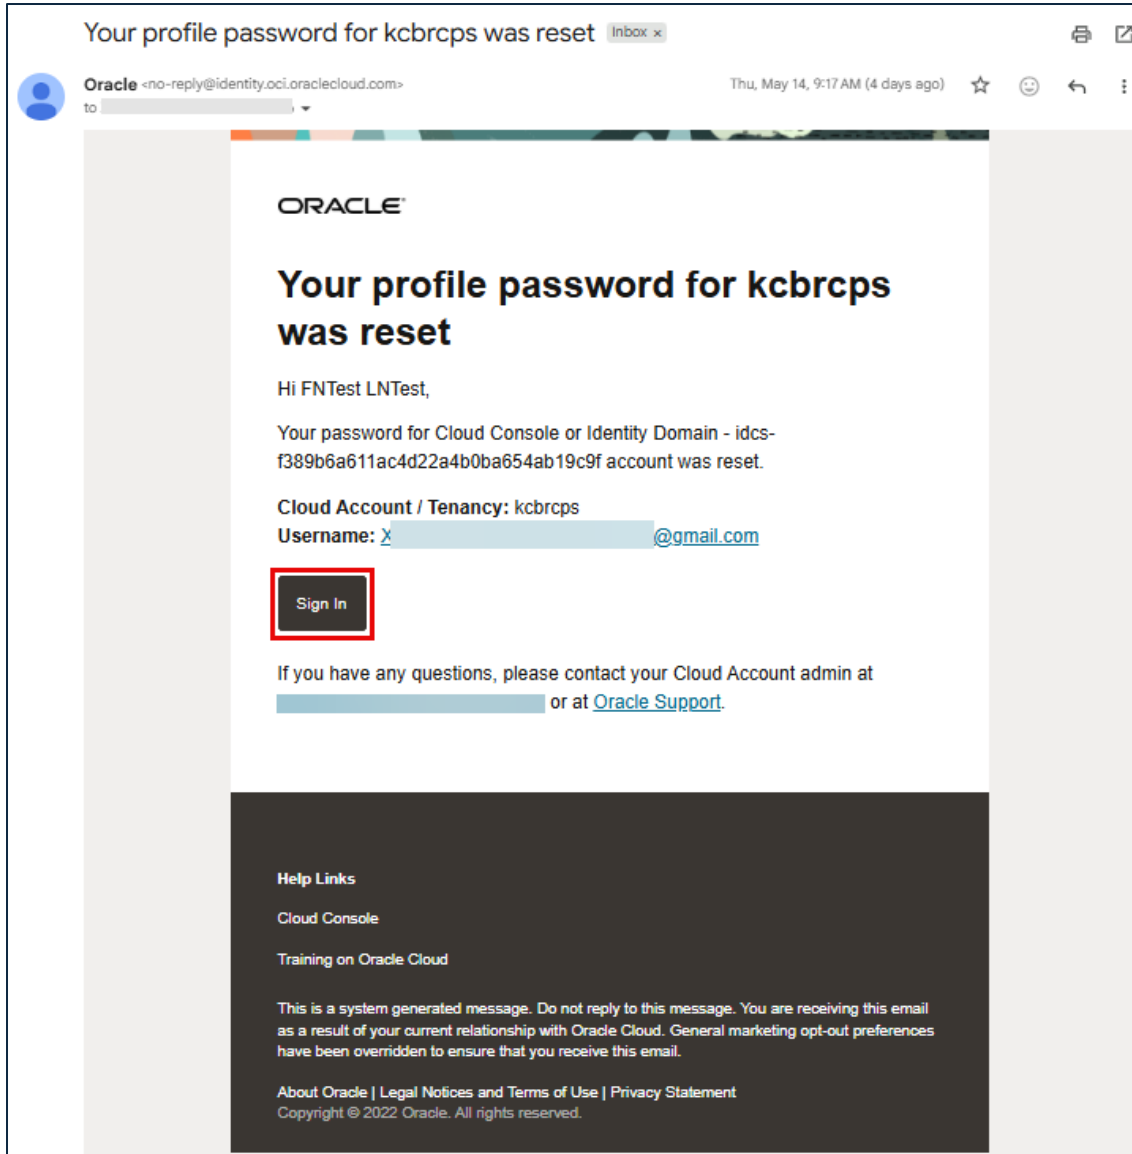 Your profile password for kcbrcps was reset Inbox x
Oracle <no-reply@identity.oci.oraclecloud.com> Thu, May 14, 9:17 AM (4 days ago)
to
ORACLE
Your profile password for kcbrcps
was reset
Hi FNTest LNTest,
Your password for Cloud Console or Identity Domain - idcs-
f389b6a611ac4d22a4b0ba654ab19c9f account was reset.
Cloud Account / Tenancy: kcbrcps
Username: X @gmail.com
Sign In
If you have any questions, please contact your Cloud Account admin at
or at Oracle Support.
Help Links
Cloud Console
Training on Oracle Cloud
This is a system generated message. Do not reply to this message. You are receiving this email
as a result of your current relationship with Oracle Cloud. General marketing opt-out preferences
have been overridden to ensure that you receive this email.
About Oracle | Legal Notices and Terms of Use | Privacy Statement
Copyright © 2022 Oracle. All rights reserved.